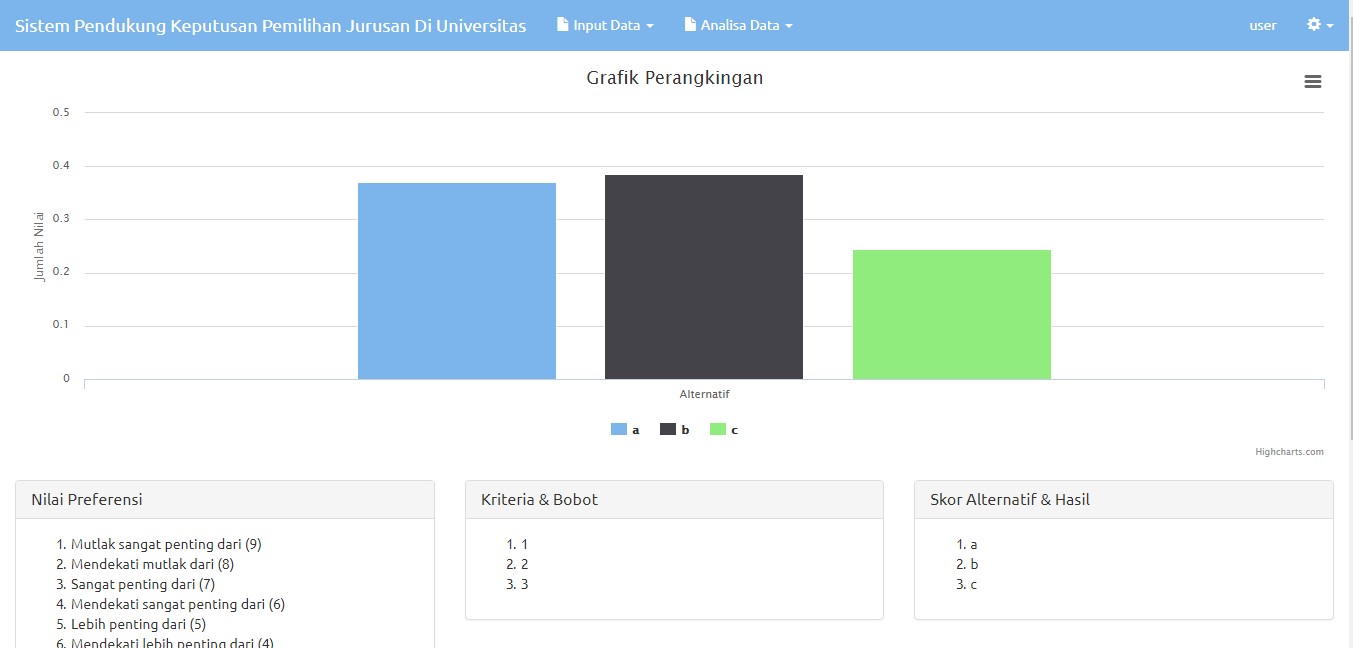 Sistem Pendukung Keputusan Pemilihan Jurusan Di Universitas Input Data Analisa Data user
Grafik Perangkingan
0.5
0.4
0.3
0.2
0.1
0
Jumlah Nilai
Alternatif
a b c
Highcharts.com
Nilai Preferensi
1. Mutlak sangat penting dari (9)
2. Mendekati mutlak dari (8)
3. Sangat penting dari (7)
4. Mendekati sangat penting dari (6)
5. Lebih penting dari (5)
6. Mendekati lebih penting dari (4)
Kriteria & Bobot
1. 1
2. 2
3. 3
Skor Alternatif & Hasil
1. a
2. b
3. c